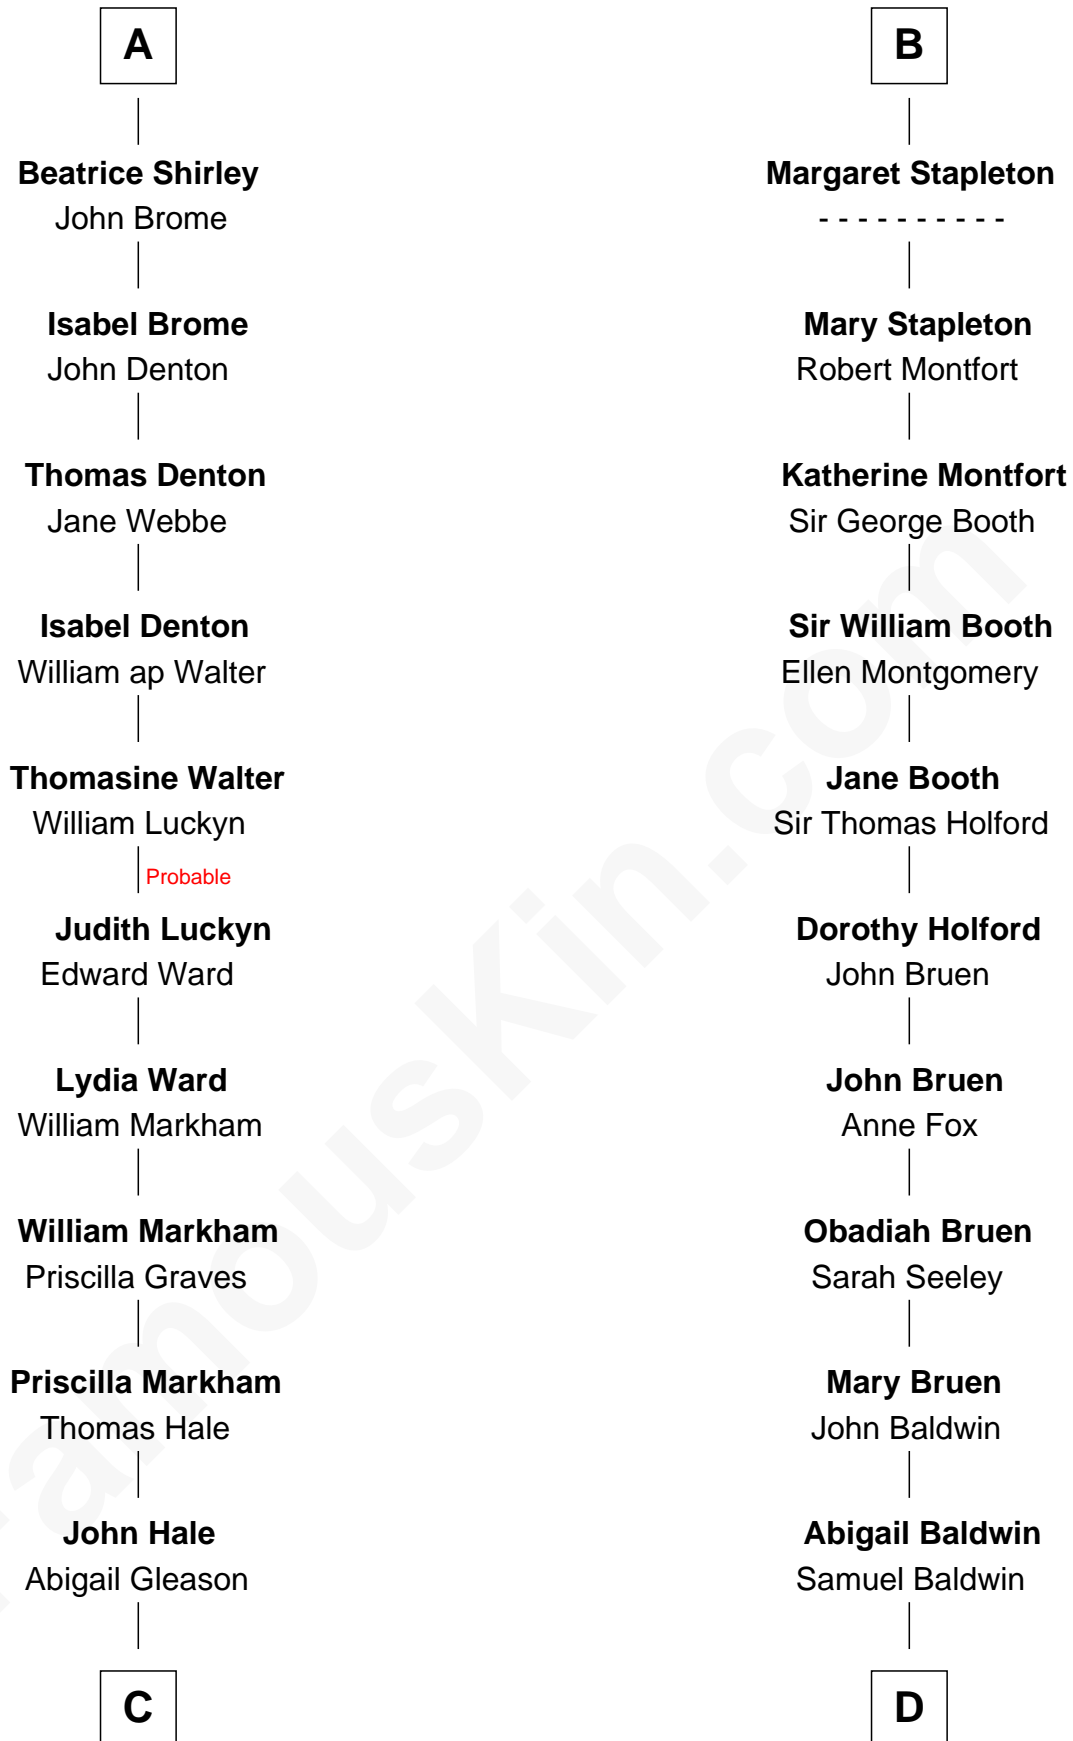 A
Beatrice Shirley
John Brome
Isabel Brome
John Denton
Thomas Denton
Jane Webbe
Isabel Denton
William ap Walter
Thomasine Walter
William Luckyn
Probable
Judith Luckyn
Edward Ward
Lydia Ward
William Markham
William Markham
Priscilla Graves
Priscilla Markham
Thomas Hale
John Hale
Abigail Gleason
C
B
Margaret Stapleton
- - - - - - - - - -
Mary Stapleton
Robert Montfort
Katherine Montfort
Sir George Booth
Sir William Booth
Ellen Montgomery
Jane Booth
Sir Thomas Holford
Dorothy Holford
John Bruen
John Bruen
Anne Fox
Obadiah Bruen
Sarah Seeley
Mary Bruen
John Baldwin
Abigail Baldwin
Samuel Baldwin
D
FamousKin.com